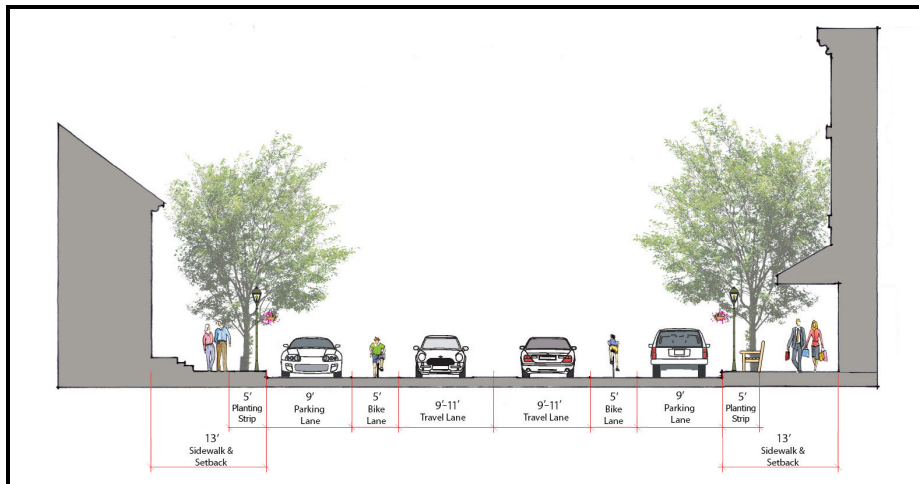 5'
Planting
Strip
9'
Parking
Lane
5'
Bike
Lane
9'-11'
Travel Lane
9'-11'
Travel Lane
5'
Bike
Lane
9'
Parking
Lane
5'
Planting
Strip
13'
Sidewalk &
Setback
13'
Sidewalk &
Setback